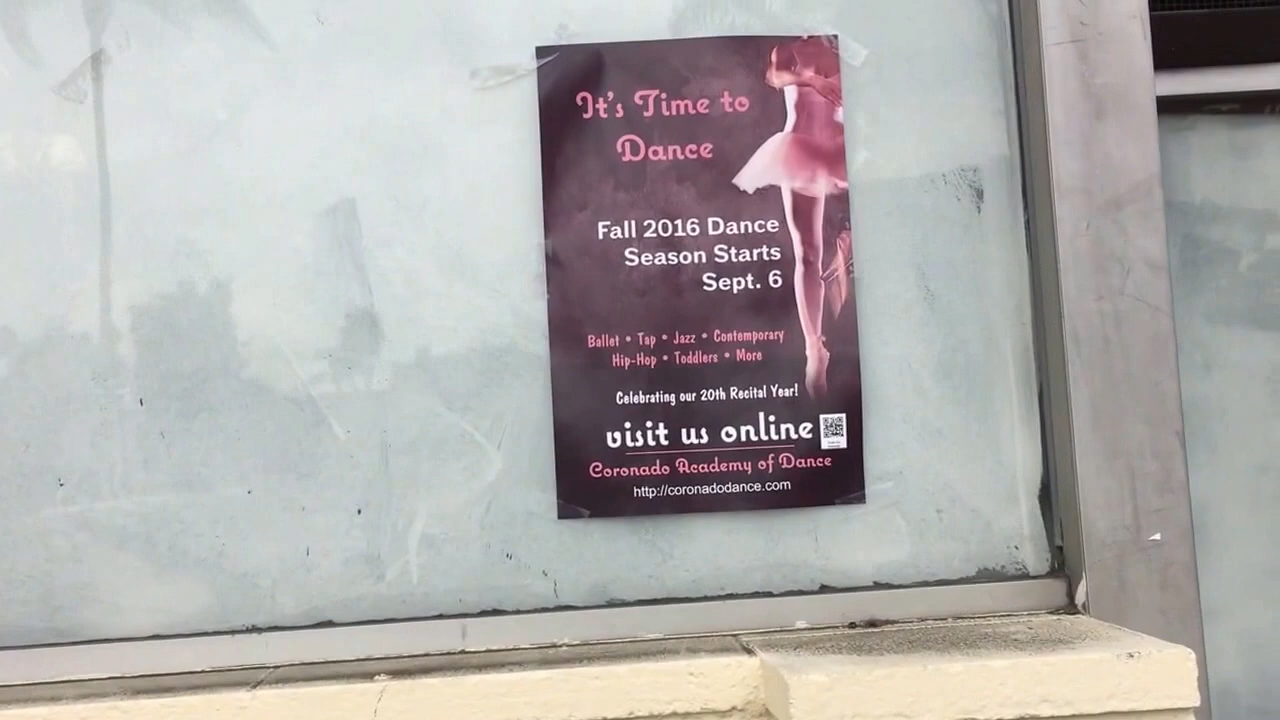 It's Time to
Dance
Fall 2016 Dance
Season Starts
Sept. 6
Ballet • Tap • Jazz • Contemporary
Hip-Hop • Toddlers • More
Celebrating our 20th Recital Year!
visit us online
Coronado Academy of Dance
http://coronadodance.com